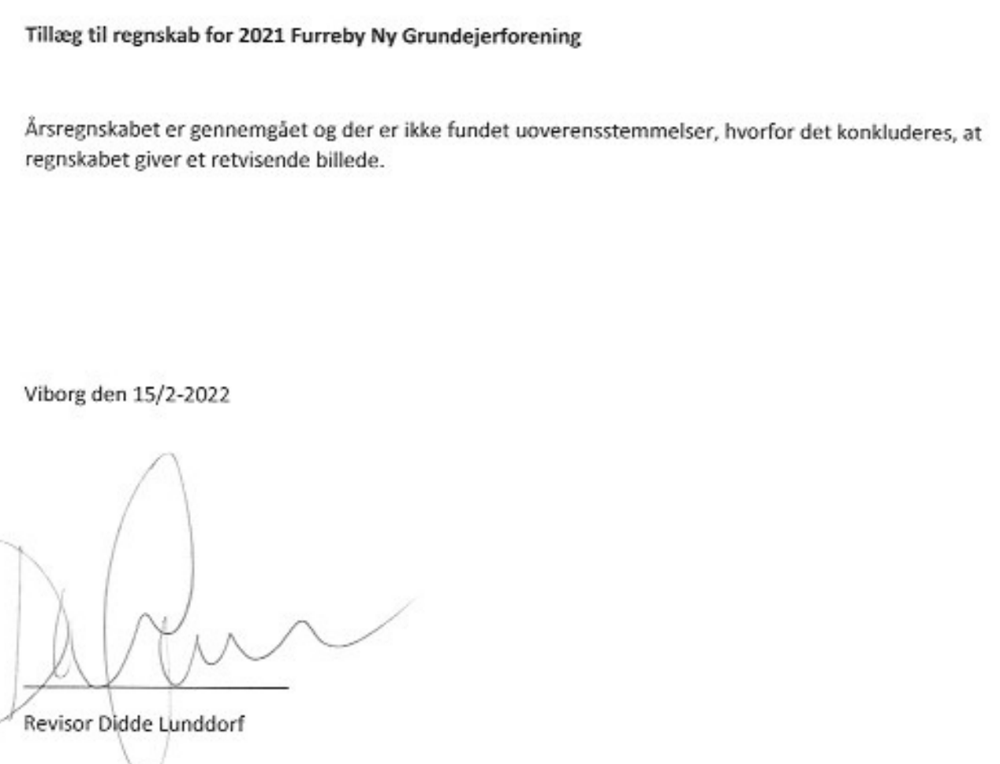 Tillæg til regnskab for 2021 Furreby Ny Grundejerforening
Årsregnskabet er gennemgået og der er ikke fundet uoverensstemmelser, hvorfor det konkluderes, at
regnskabet giver et retvisende billede.
Viborg den 15/2-2022
Revisor Didde Lunddorf